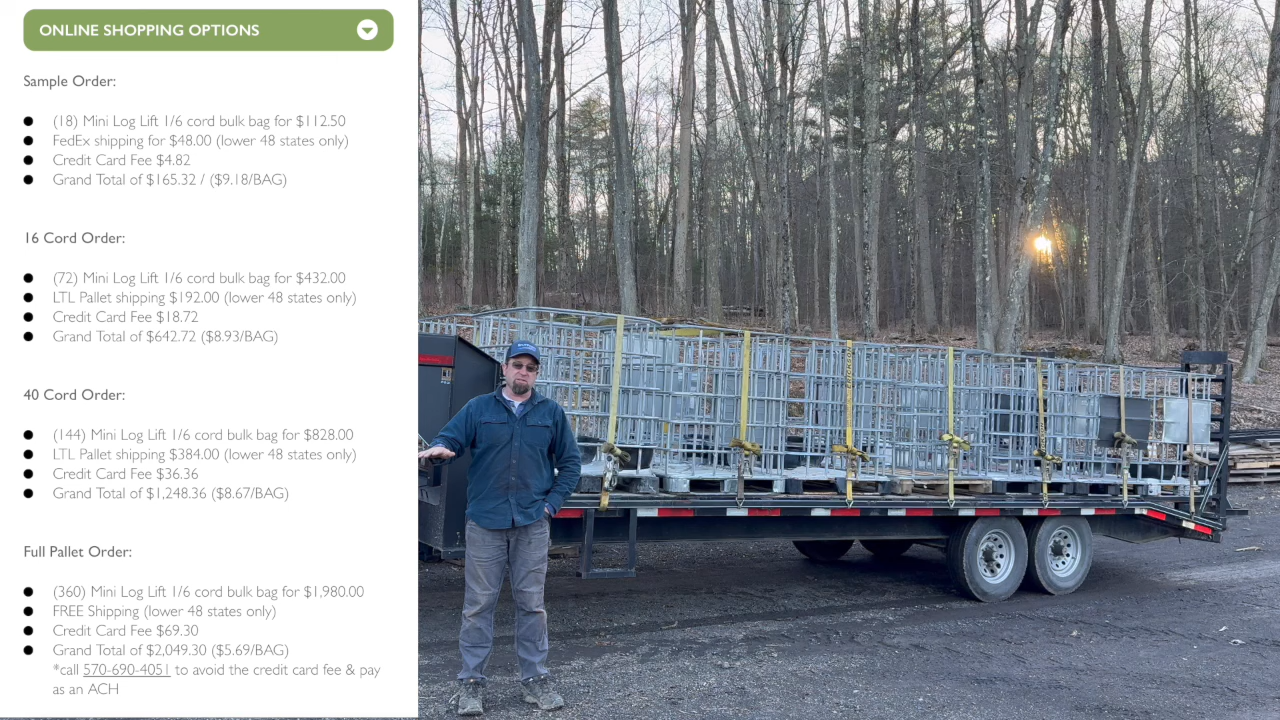 ONLINE SHOPPING OPTIONS
Sample Order:
● (18) Mini Log Lift 1/6 cord bulk bag for $112.50
● FedEx shipping for $48.00 (lower 48 states only)
● Credit Card Fee $4.82
● Grand Total of $165.32 / ($9.18/BAG)
16 Cord Order:
● (72) Mini Log Lift 1/6 cord bulk bag for $432.00
● LTL Pallet shipping $192.00 (lower 48 states only)
● Credit Card Fee $18.72
● Grand Total of $642.72 ($8.93/BAG)
40 Cord Order:
● (144) Mini Log Lift 1/6 cord bulk bag for $828.00
● LTL Pallet shipping $384.00 (lower 48 states only)
● Credit Card Fee $36.36
● Grand Total of $1,248.36 ($8.67/BAG)
Full Pallet Order:
● (360) Mini Log Lift 1/6 cord bulk bag for $1,980.00
● FREE Shipping (lower 48 states only)
● Credit Card Fee $69.30
● Grand Total of $2,049.30 ($5.69/BAG)
*call 570-690-4051 to avoid the credit card fee & pay
as an ACH